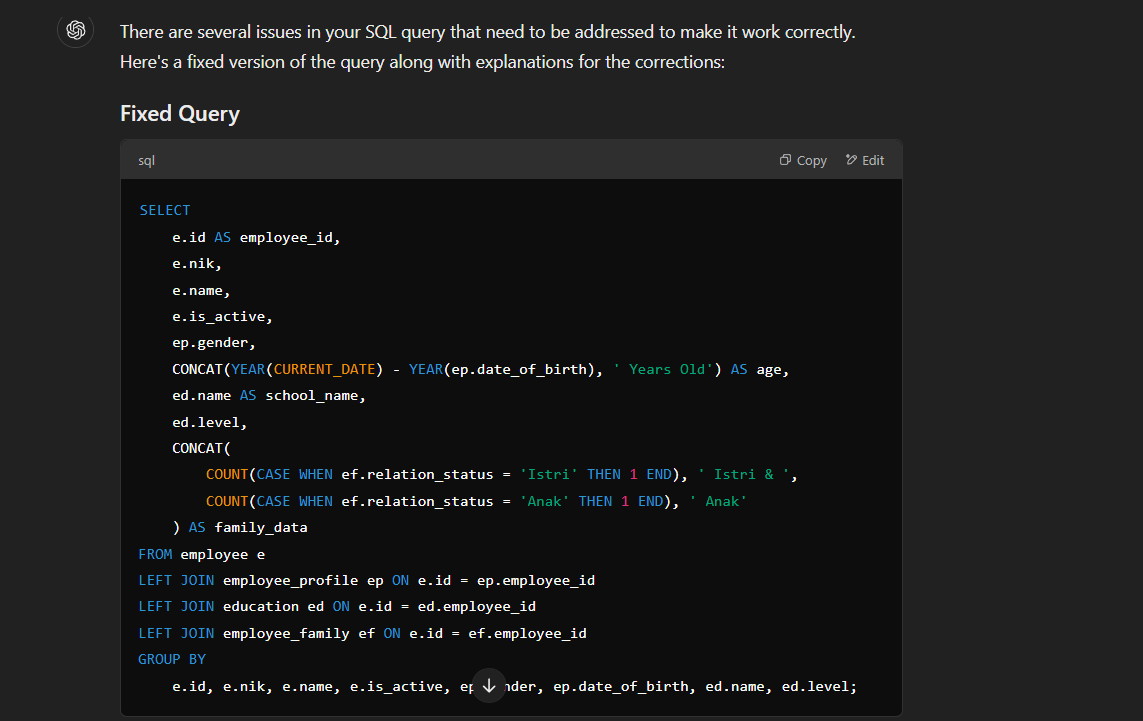 There are several issues in your SQL query that need to be addressed to make it work correctly.
Here's a fixed version of the query along with explanations for the corrections:
Fixed Query
sql Copy Edit
SELECT
e.id AS employee_id,
e.nik,
e.name,
e.is_active,
ep.gender,
CONCAT(YEAR(CURRENT_DATE) - YEAR(ep.date_of_birth), ' Years Old') AS age,
ed.name AS school_name,
ed.level,
CONCAT(
COUNT(CASE WHEN ef.relation_status = 'Istri' THEN 1 END), ' Istri & ',
COUNT(CASE WHEN ef.relation_status = 'Anak' THEN 1 END), ' Anak'
) AS family_data
FROM employee e
LEFT JOIN employee_profile ep ON e.id = ep.employee_id
LEFT JOIN education ed ON e.id = ed.employee_id
LEFT JOIN employee_family ef ON e.id = ef.employee_id
GROUP BY
e.id, e.nik, e.name, e.is_active, ep.date_of_birth, ed.name, ed.level;